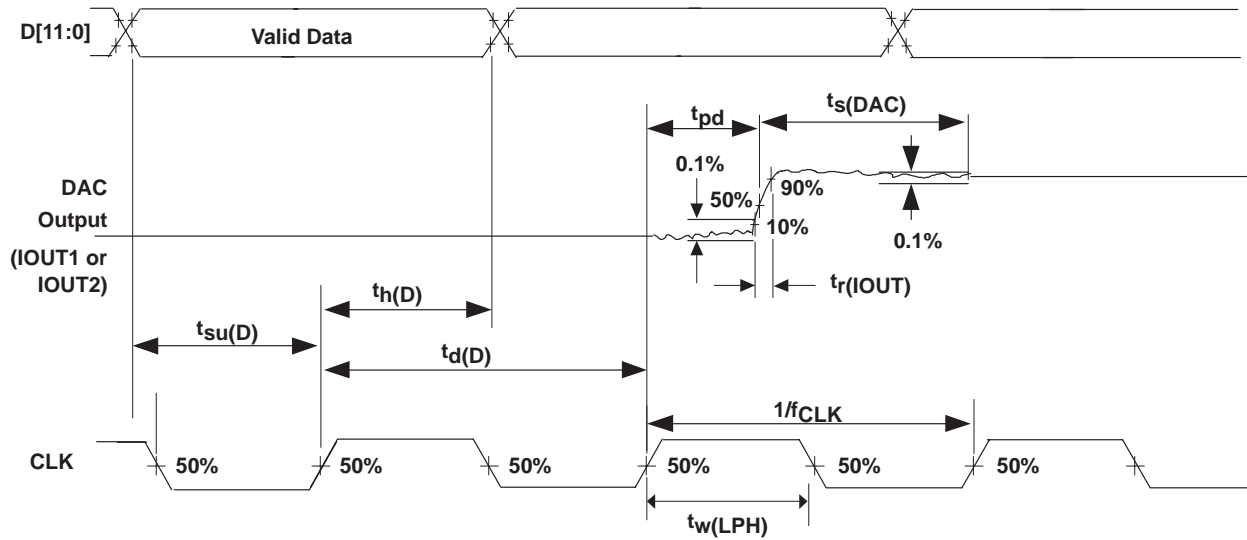 D[11:0]
Valid Data
ts(DAC)
tpd
0.1%
DAC
Output
(IOUT1 or
IOUT2)
50%
90%
10%
0.1%
tr(IOUT)
th(D)
tsu(D)
td(D)
1/fCLK
CLK
50%
50%
50%
50%
50%
50%
tw(LPH)